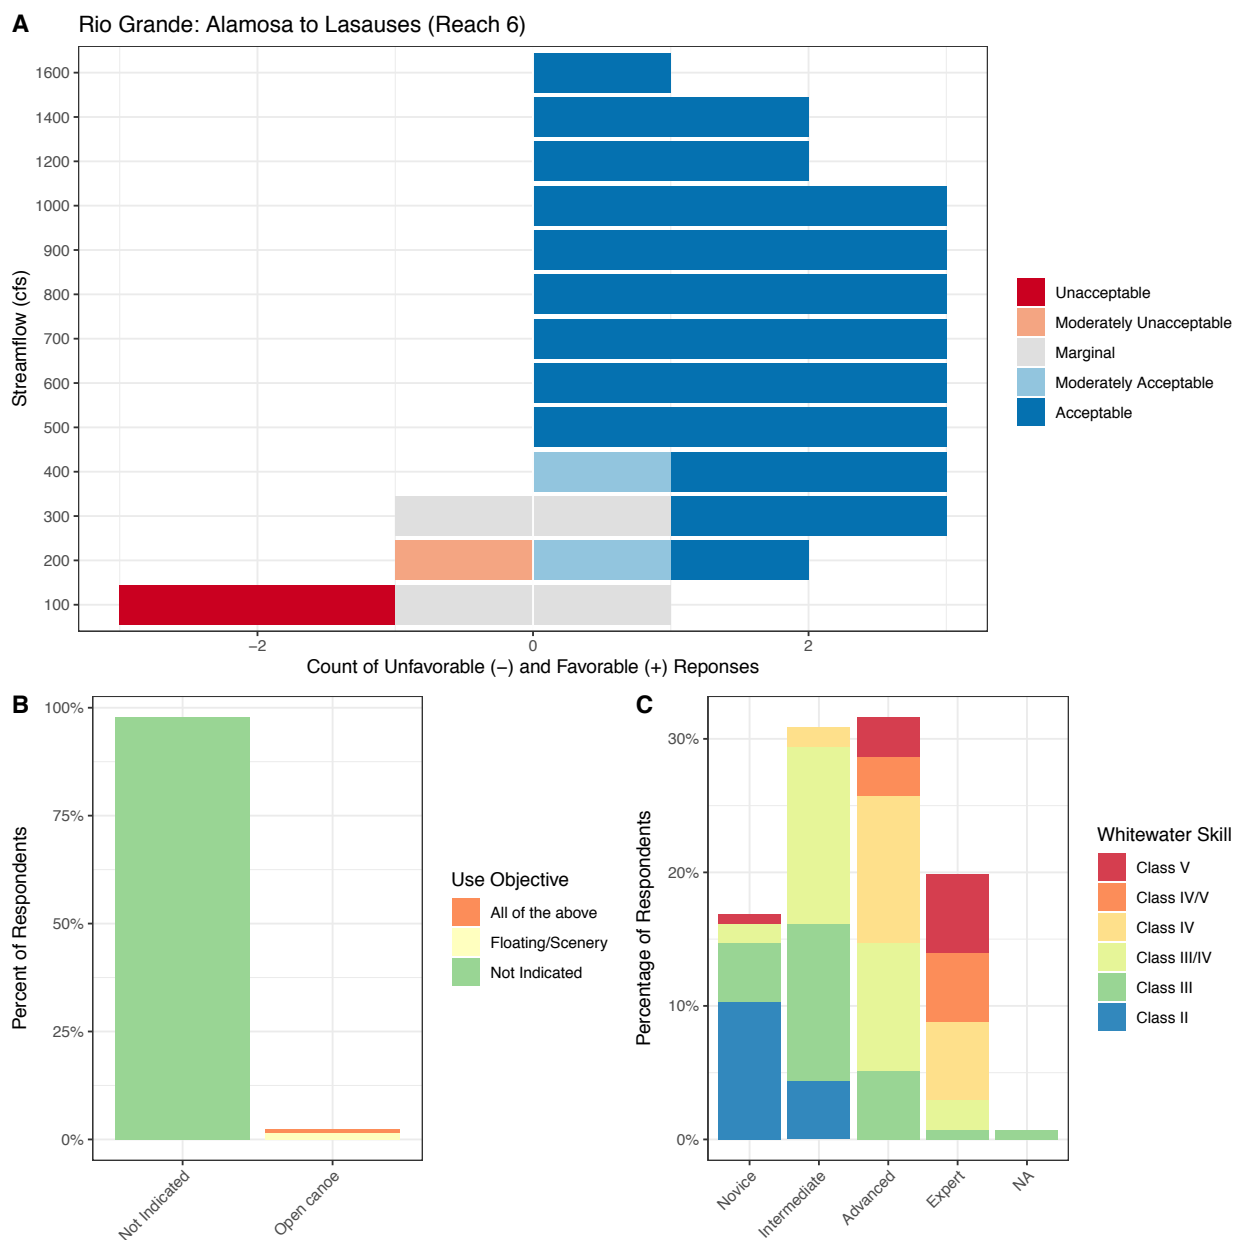 A
Rio Grande: Alamosa to Lasauses (Reach 6)
Streamflow (cfs)
1600
1400
1200
1000
900
800
700
600
500
400
300
200
100
−2
0
2
Count of Unfavorable (−) and Favorable (+) Reponses
Unacceptable
Moderately Unacceptable
Marginal
Moderately Acceptable
Acceptable
B
Percent of Respondents
100%
75%
50%
25%
0%
Not Indicated
Open canoe
Use Objective
All of the above
Floating/Scenery
Not Indicated
C
Percentage of Respondents
30%
20%
10%
0%
Novice
Intermediate
Advanced
Expert
NA
Whitewater Skill
Class V
Class IV/V
Class IV
Class III/IV
Class III
Class II